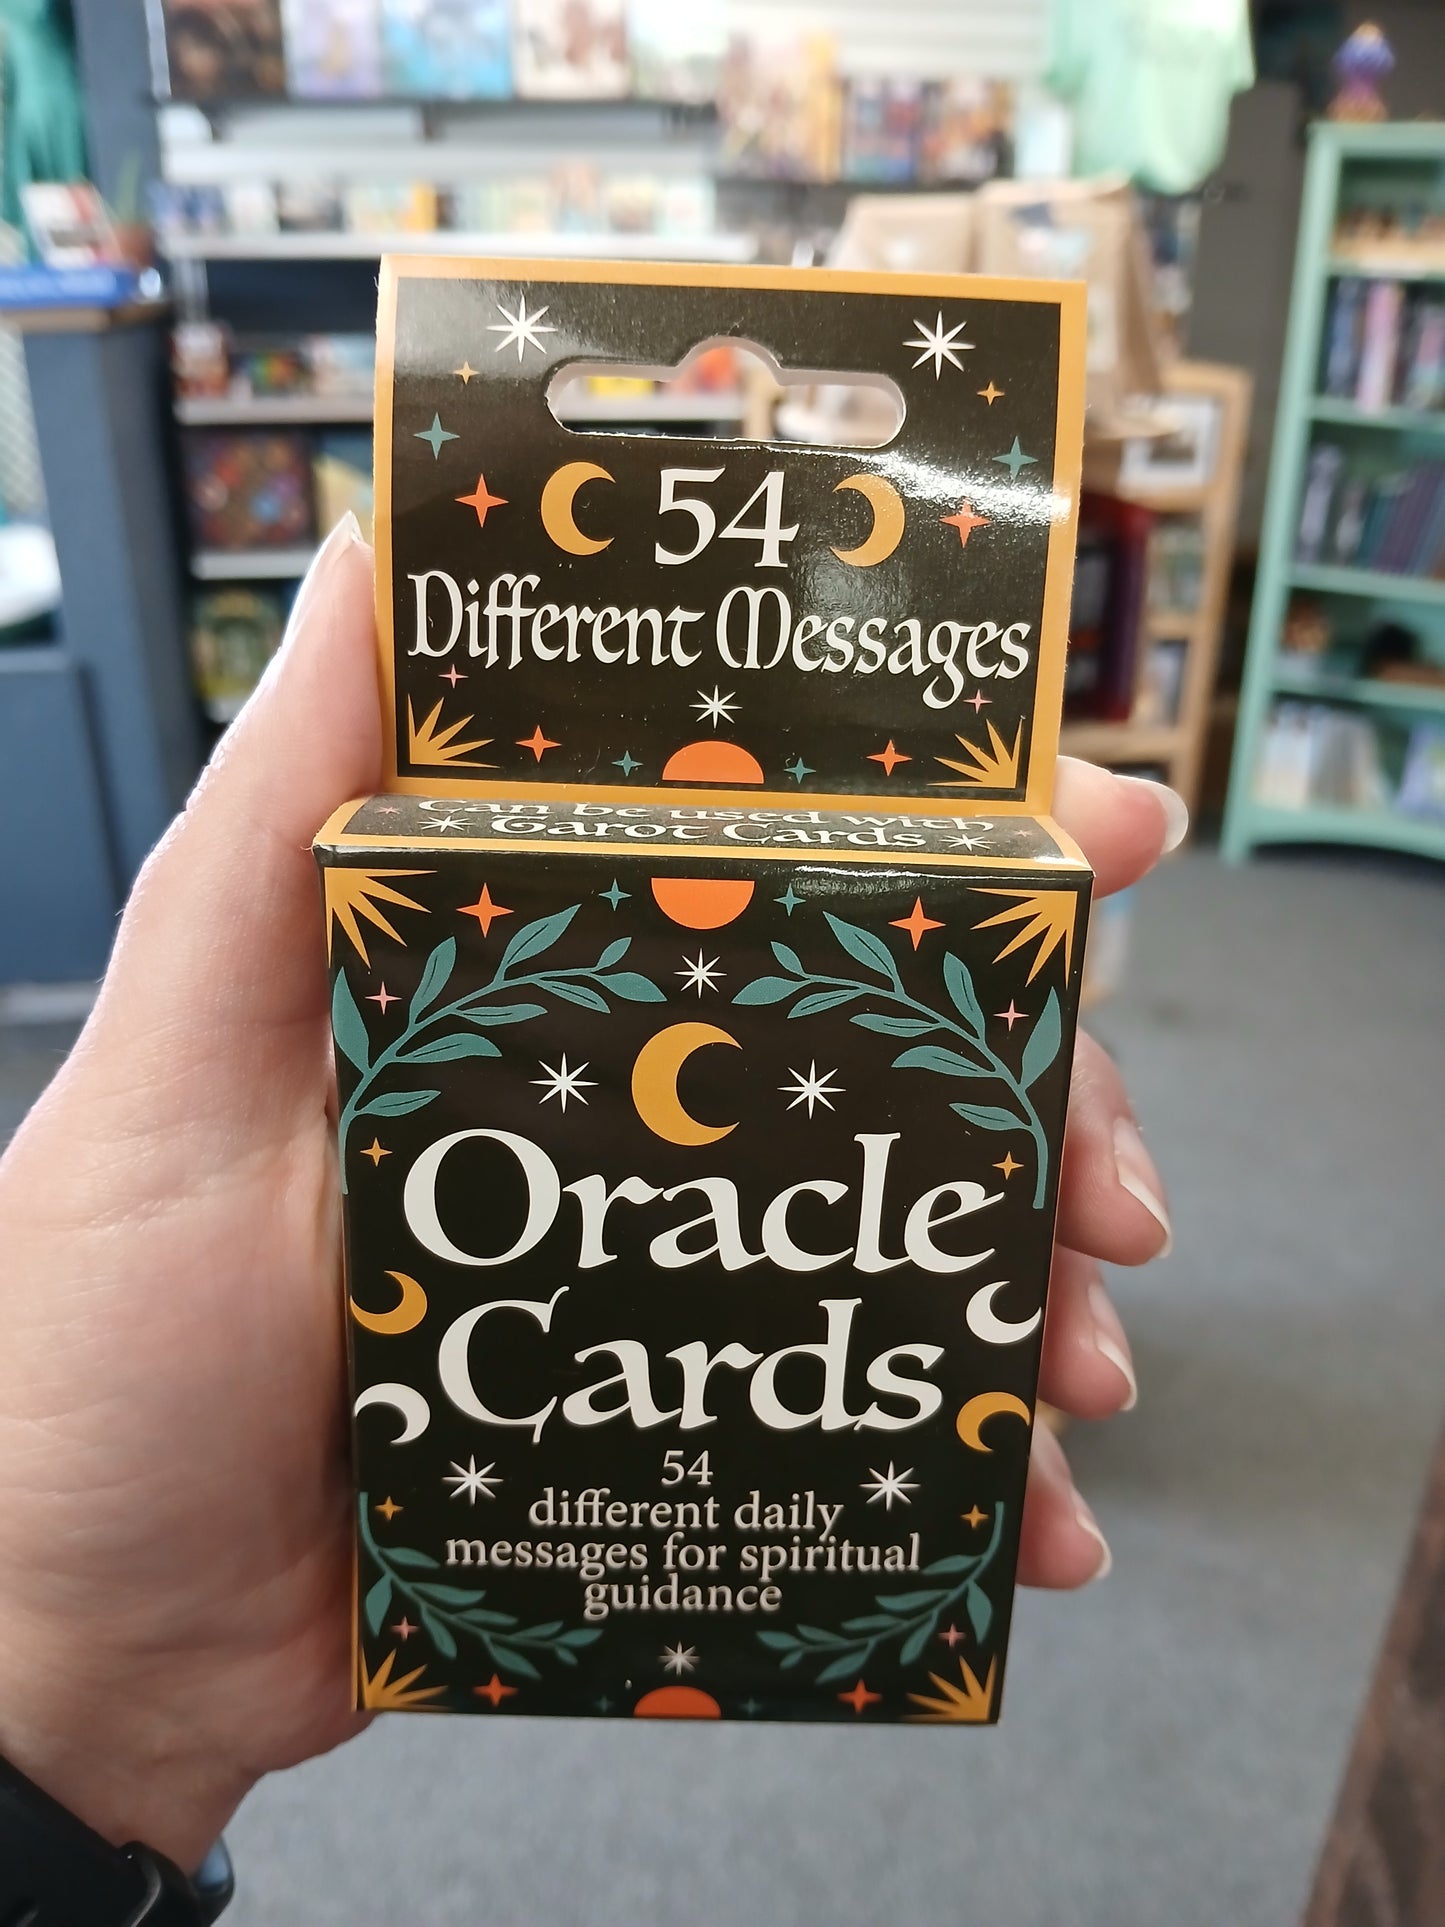 54
Different Messages
Can be used with
Tarot Cards
Oracle
Cards
54
different daily
messages for spiritual
guidance